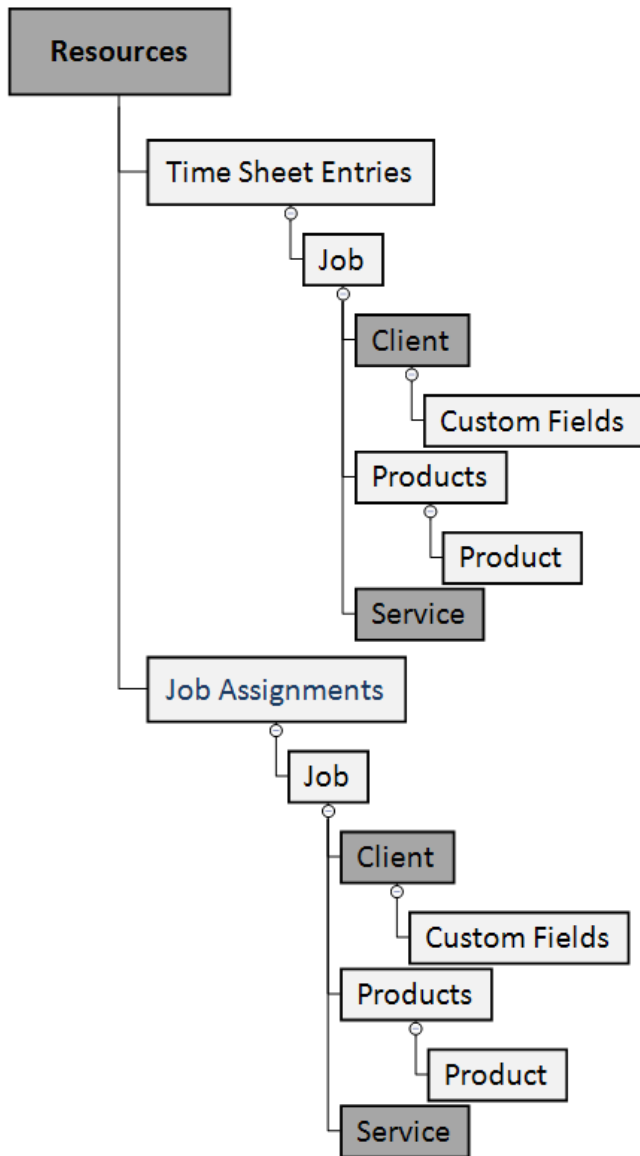 Resources
Time Sheet Entries
Job
Client
Custom Fields
Products
Product
Service
Job Assignments
Job
Client
Custom Fields
Products
Product
Service